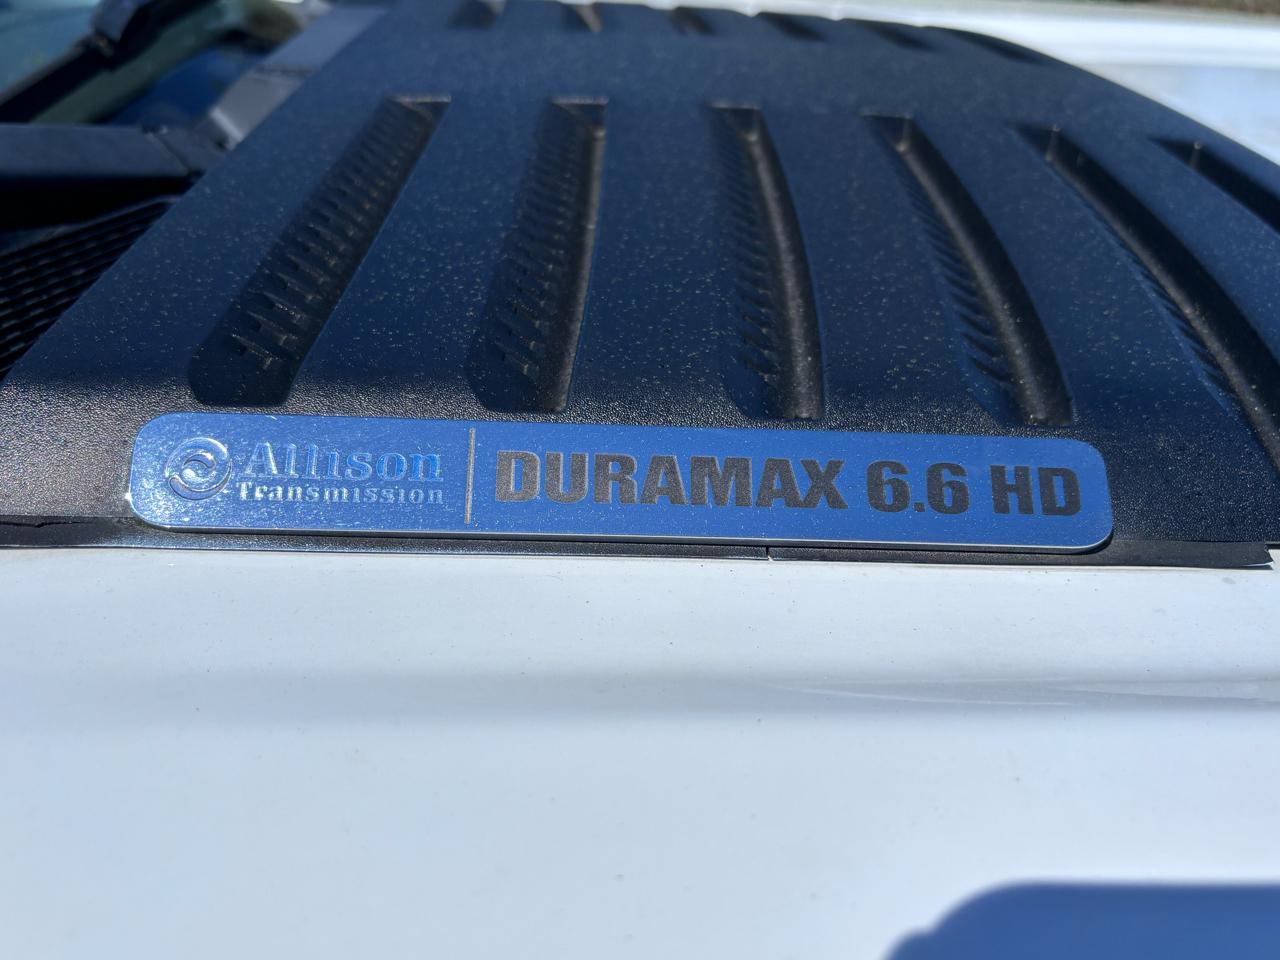 Allison
Transmission
DURAMAX 6.6 HD